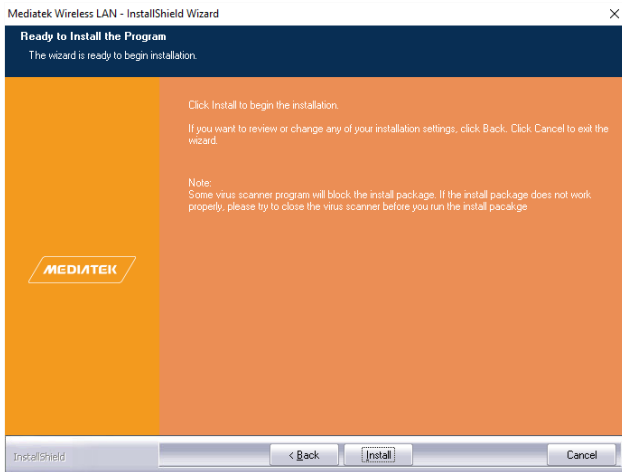 Mediatek Wireless LAN - InstallShield Wizard
Ready to Install the Program
The wizard is ready to begin installation.
Click Install to begin the installation.
If you want to review or change any of your installation settings, click Back. Click Cancel to exit the
wizard.
Note:
Some virus scanner program will block the install package. If the install package does not work
properly, please try to close the virus scanner before you run the install pacakge
MEDIATEK
InstallShield
< Back
Install
Cancel